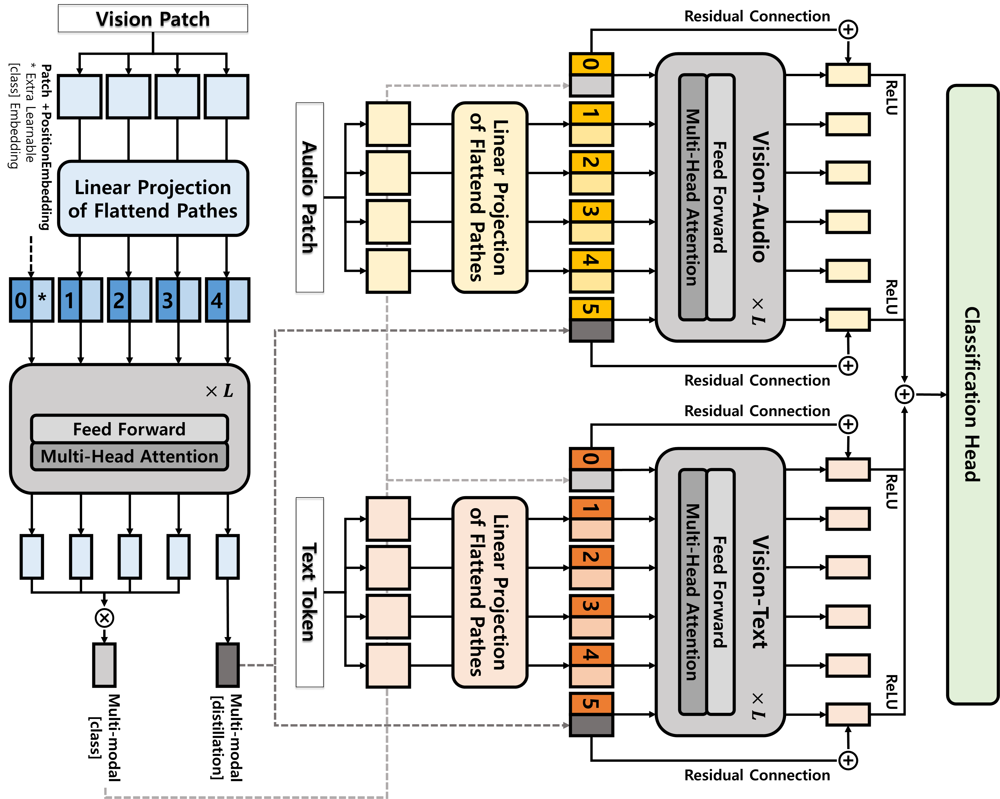 Vision Patch
Patch +PositionEmbedding
* Extra Learnable
[class] Embedding
Linear Projection
of Flattend Pathes
0 * 1 2 3 4
× L
Feed Forward
Multi-Head Attention
Multi-modal
[class]
Multi-modal
[distillation]
Audio Patch
Linear Projection
of Flattend Pathes
0
1
2
3
4
5
Residual Connection
Multi-Head Attention
Feed Forward
Vision-Audio
× L
Residual Connection
ReLU
ReLU
Text Token
Linear Projection
of Flattend Pathes
0
1
2
3
4
5
Residual Connection
Multi-Head Attention
Feed Forward
Vision-Text
× L
Residual Connection
ReLU
ReLU
Classification Head